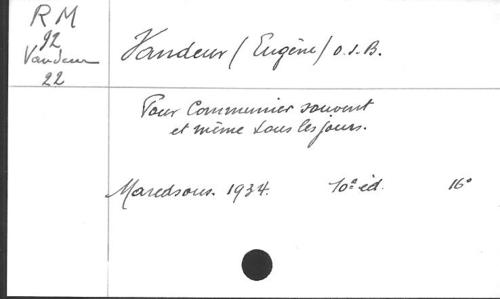 RM
92
Vandeur
22
Vandeur (Eugène) O.S.B.
Pour Communier souvent
et même tous les jours.
Maredsous. 1934. 10e éd. 16°